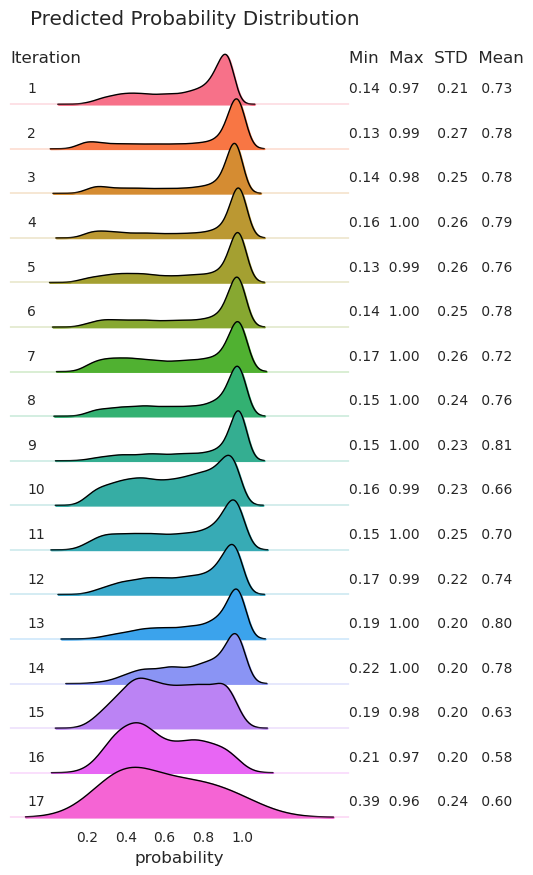 Predicted Probability Distribution
Iteration Min Max STD Mean
1 0.14 0.97 0.21 0.73
2 0.13 0.99 0.27 0.78
3 0.14 0.98 0.25 0.78
4 0.16 1.00 0.26 0.79
5 0.13 0.99 0.26 0.76
6 0.14 1.00 0.25 0.78
7 0.17 1.00 0.26 0.72
8 0.15 1.00 0.24 0.76
9 0.15 1.00 0.23 0.81
10 0.16 0.99 0.23 0.66
11 0.15 1.00 0.25 0.70
12 0.17 0.99 0.22 0.74
13 0.19 1.00 0.20 0.80
14 0.22 1.00 0.20 0.78
15 0.19 0.98 0.20 0.63
16 0.21 0.97 0.20 0.58
17 0.39 0.96 0.24 0.60
0.2 0.4 0.6 0.8 1.0
probability